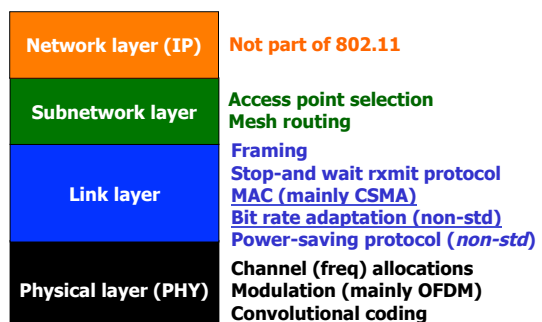 Network layer (IP)
Not part of 802.11
Subnetwork layer
Access point selection
Mesh routing
Link layer
Framing
Stop-and wait rxmit protocol
MAC (mainly CSMA)
Bit rate adaptation (non-std)
Power-saving protocol (non-std)
Physical layer (PHY)
Channel (freq) allocations
Modulation (mainly OFDM)
Convolutional coding